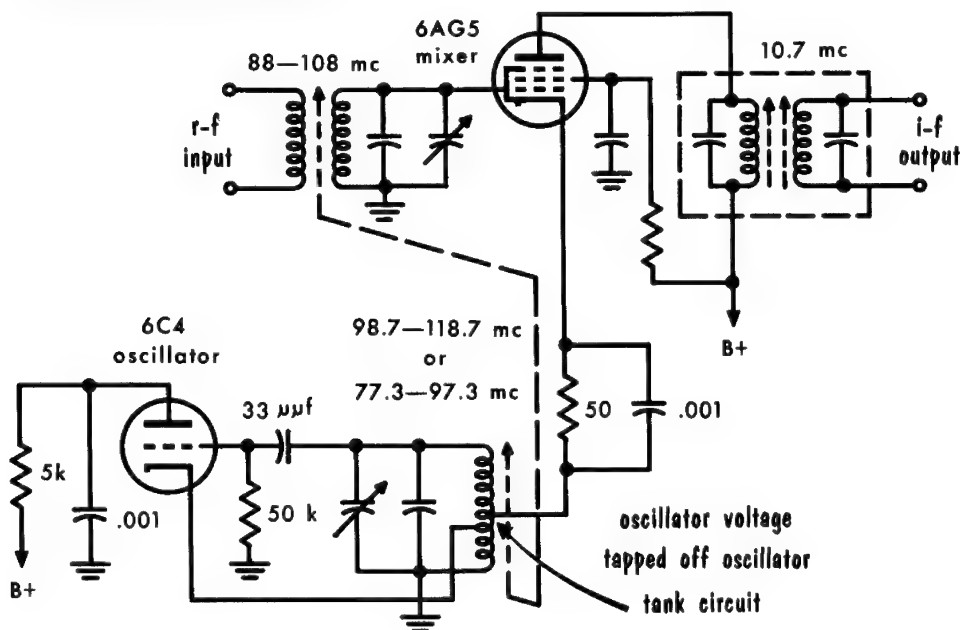 6AG5
mixer
88—108 mc
10.7 mc
r-f
input
i-f
output
B+
6C4
oscillator
98.7—118.7 mc
or
77.3—97.3 mc
33 μμf
50
.001
5k
.001
50 k
B+
oscillator voltage
tapped off oscillator
tank circuit